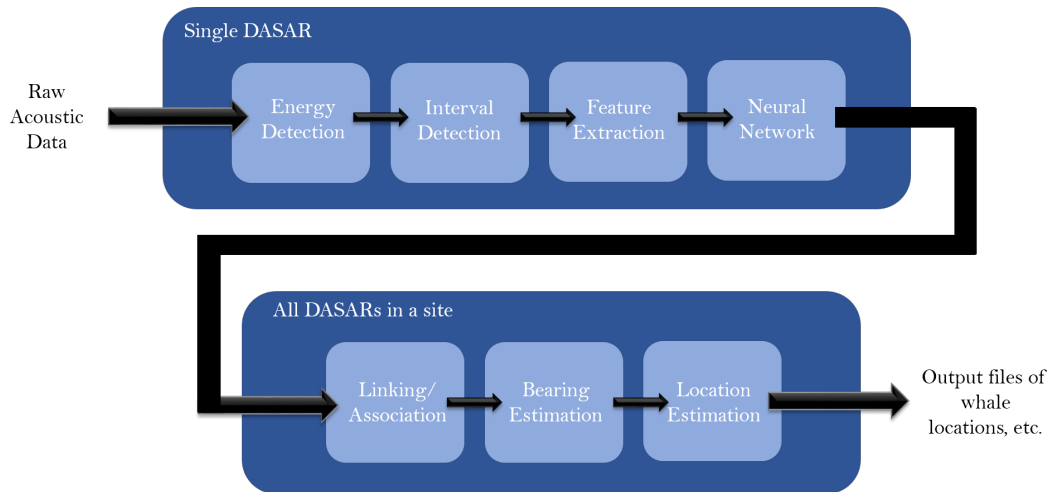 Single DASAR
Raw
Acoustic
Data
Energy
Detection
Interval
Detection
Feature
Extraction
Neural
Network
All DASARs in a site
Linking/
Association
Bearing
Estimation
Location
Estimation
Output files of
whale
locations, etc.